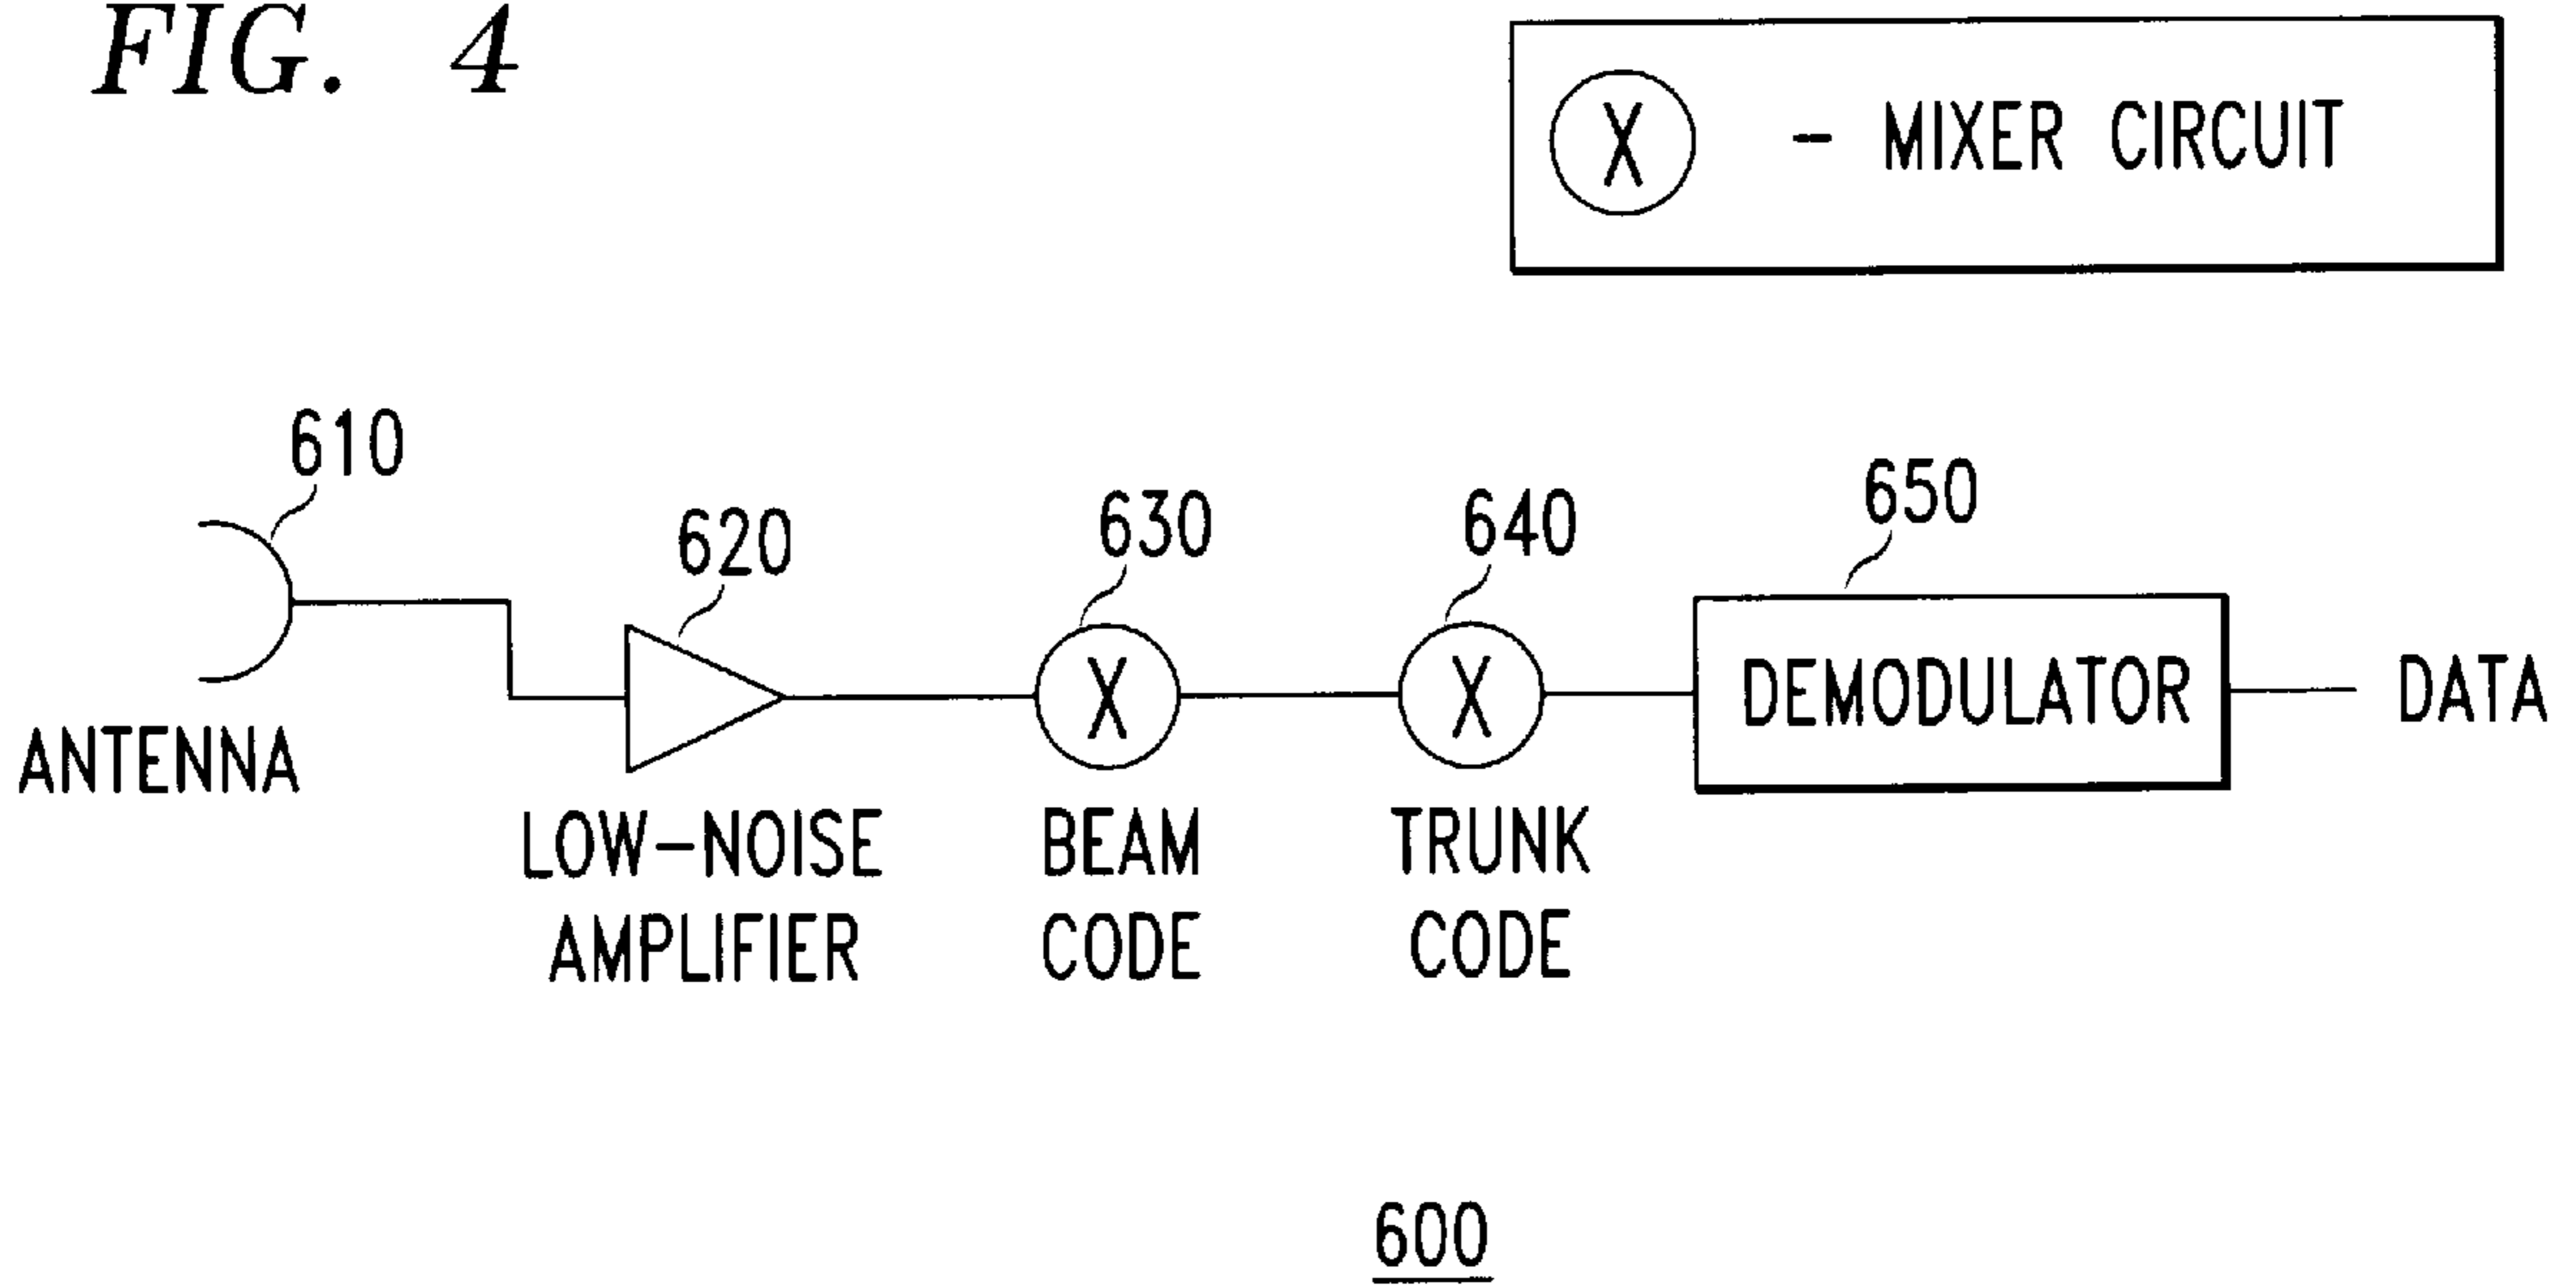 FIG. 4
X - MIXER CIRCUIT
610
620
630
640
650
X
X
DEMODULATOR
DATA
ANTENNA
LOW-NOISE
AMPLIFIER
BEAM
CODE
TRUNK
CODE
600